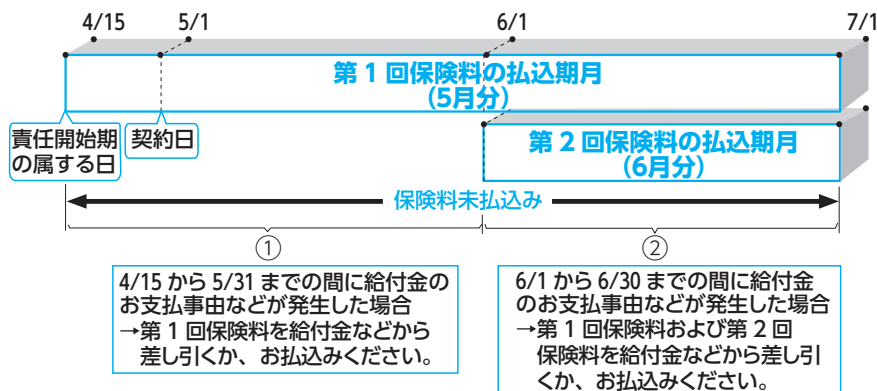 4/15 5/1 6/1 7/1
第1回保険料の払込期月
（5月分）
責任開始期
の属する日
契約日
第2回保険料の払込期月
（6月分）
保険料未払込み
① ②
4/15 から 5/31 までの間に給付金の
お支払事由などが発生した場合
→第1回保険料を給付金などから
差し引くか、お払込みください。
6/1 から 6/30 までの間に給付金
のお支払事由などが発生した場合
→第1回保険料および第2回
保険料を給付金などから差し引
くか、お払込みください。